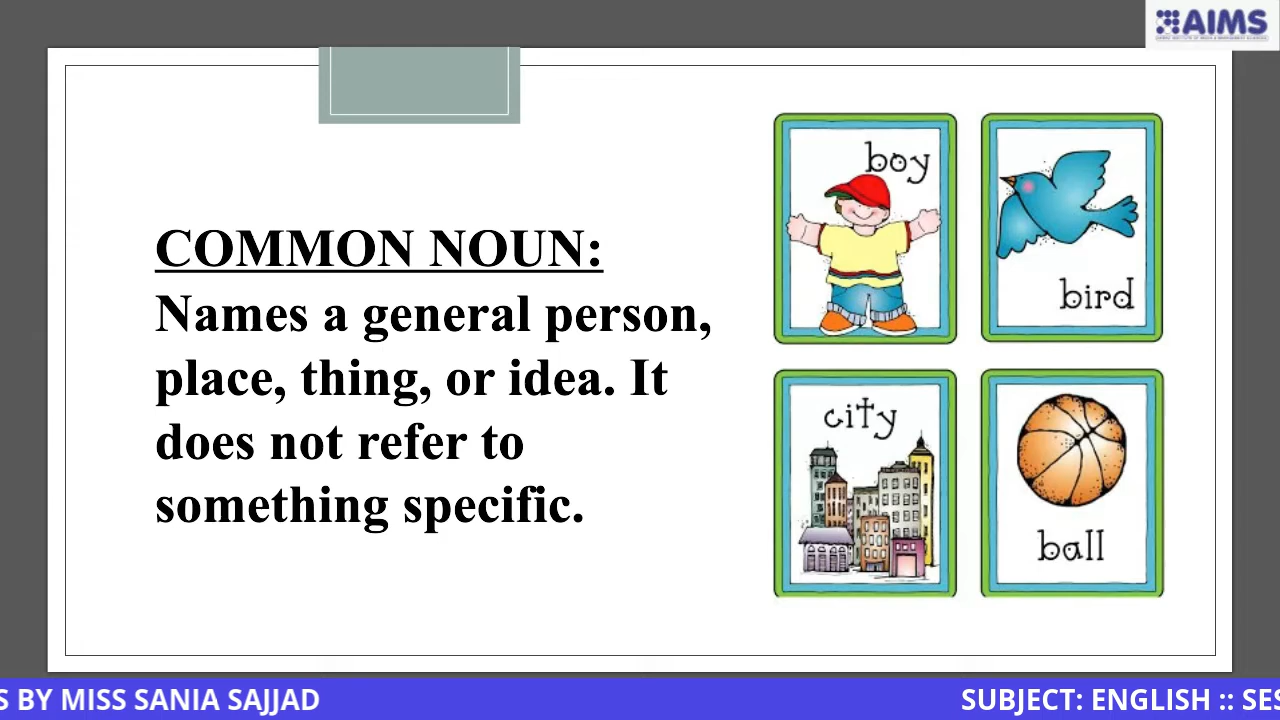 AIMS
COMMON NOUN:
Names a general person,
place, thing, or idea. It
does not refer to
something specific.
boy
bird
city
ball
S BY MISS SANIA SAJJAD
SUBJECT: ENGLISH :: SES